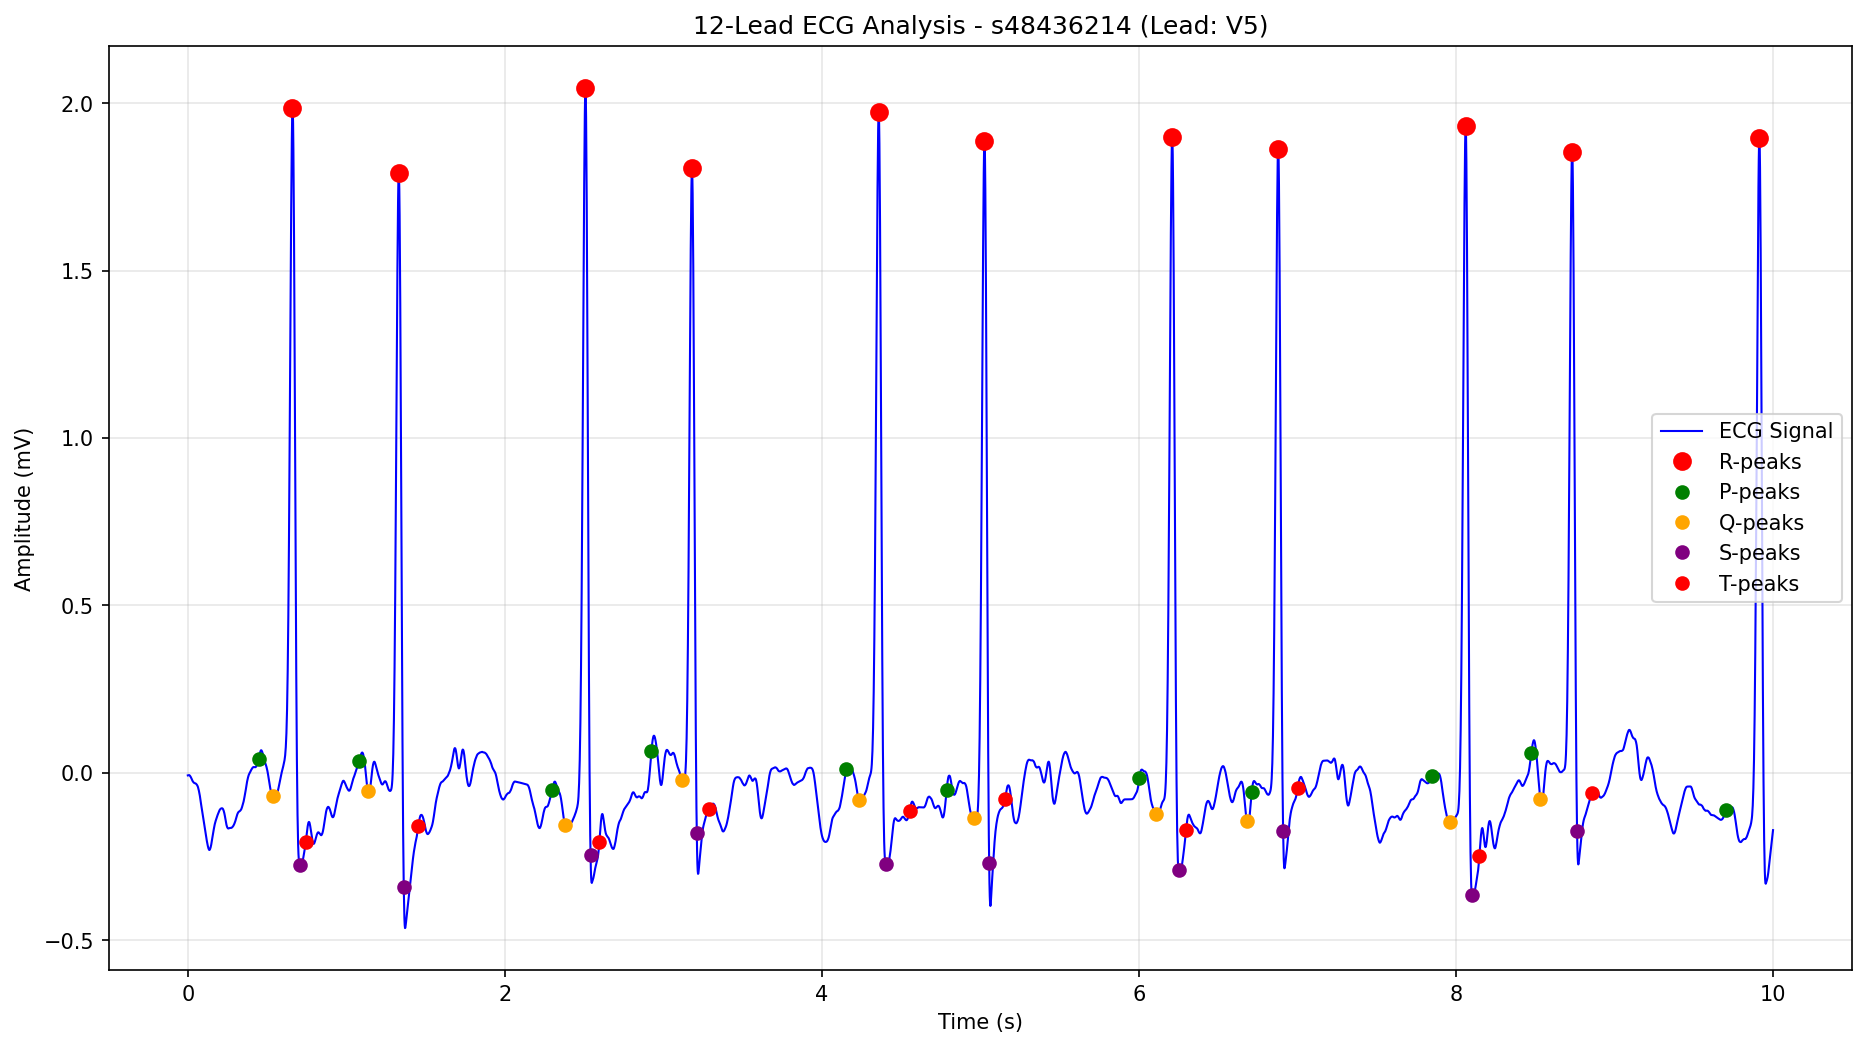 12-Lead ECG Analysis - s48436214 (Lead: V5)
Amplitude (mV)
2.0
1.5
1.0
0.5
0.0
−0.5
ECG Signal
R-peaks
P-peaks
Q-peaks
S-peaks
T-peaks
0 2 4 6 8 10
Time (s)